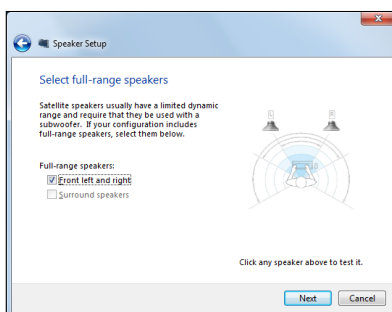 Speaker Setup
Select full-range speakers
Satellite speakers usually have a limited dynamic
range and require that they be used with a
subwoofer. If your configuration includes
full-range speakers, select them below.
Full-range speakers:
Front left and right
Surround speakers
Click any speaker above to test it.
Next
Cancel